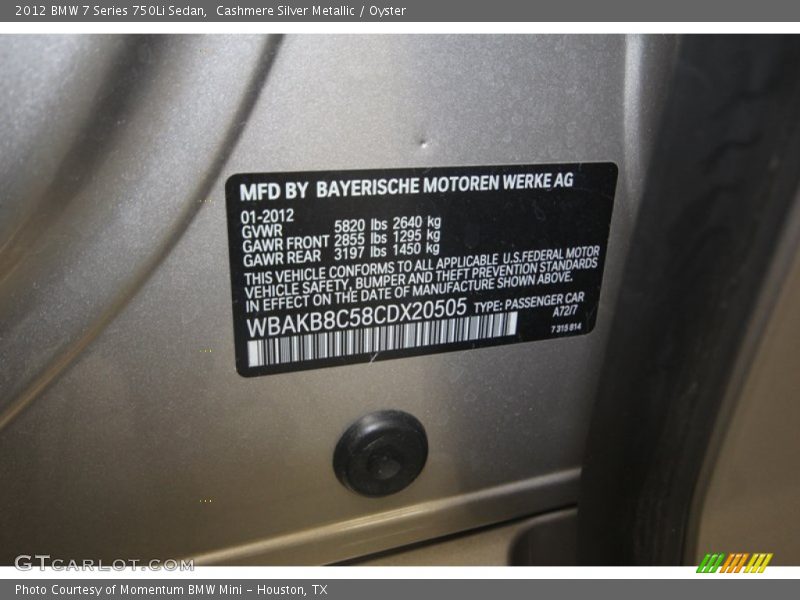 2012 BMW 7 Series 750Li Sedan,  Cashmere Silver Metallic / Oyster
MFD BY BAYERISCHE MOTOREN WERKE AG
01-2012
GVWR 5820 lbs 2640 kg
GAWR FRONT 2855 lbs 1295 kg
GAWR REAR 3197 lbs 1450 kg
THIS VEHICLE CONFORMS TO ALL APPLICABLE U.S.FEDERAL MOTOR
VEHICLE SAFETY, BUMPER AND THEFT PREVENTION STANDARDS
IN EFFECT ON THE DATE OF MANUFACTURE SHOWN ABOVE.
WBAKB8C58CDX20505 TYPE: PASSENGER CAR
A72/7
7 315 814
GTCARLOT.COM
Photo Courtesy of Momentum BMW Mini - Houston, TX